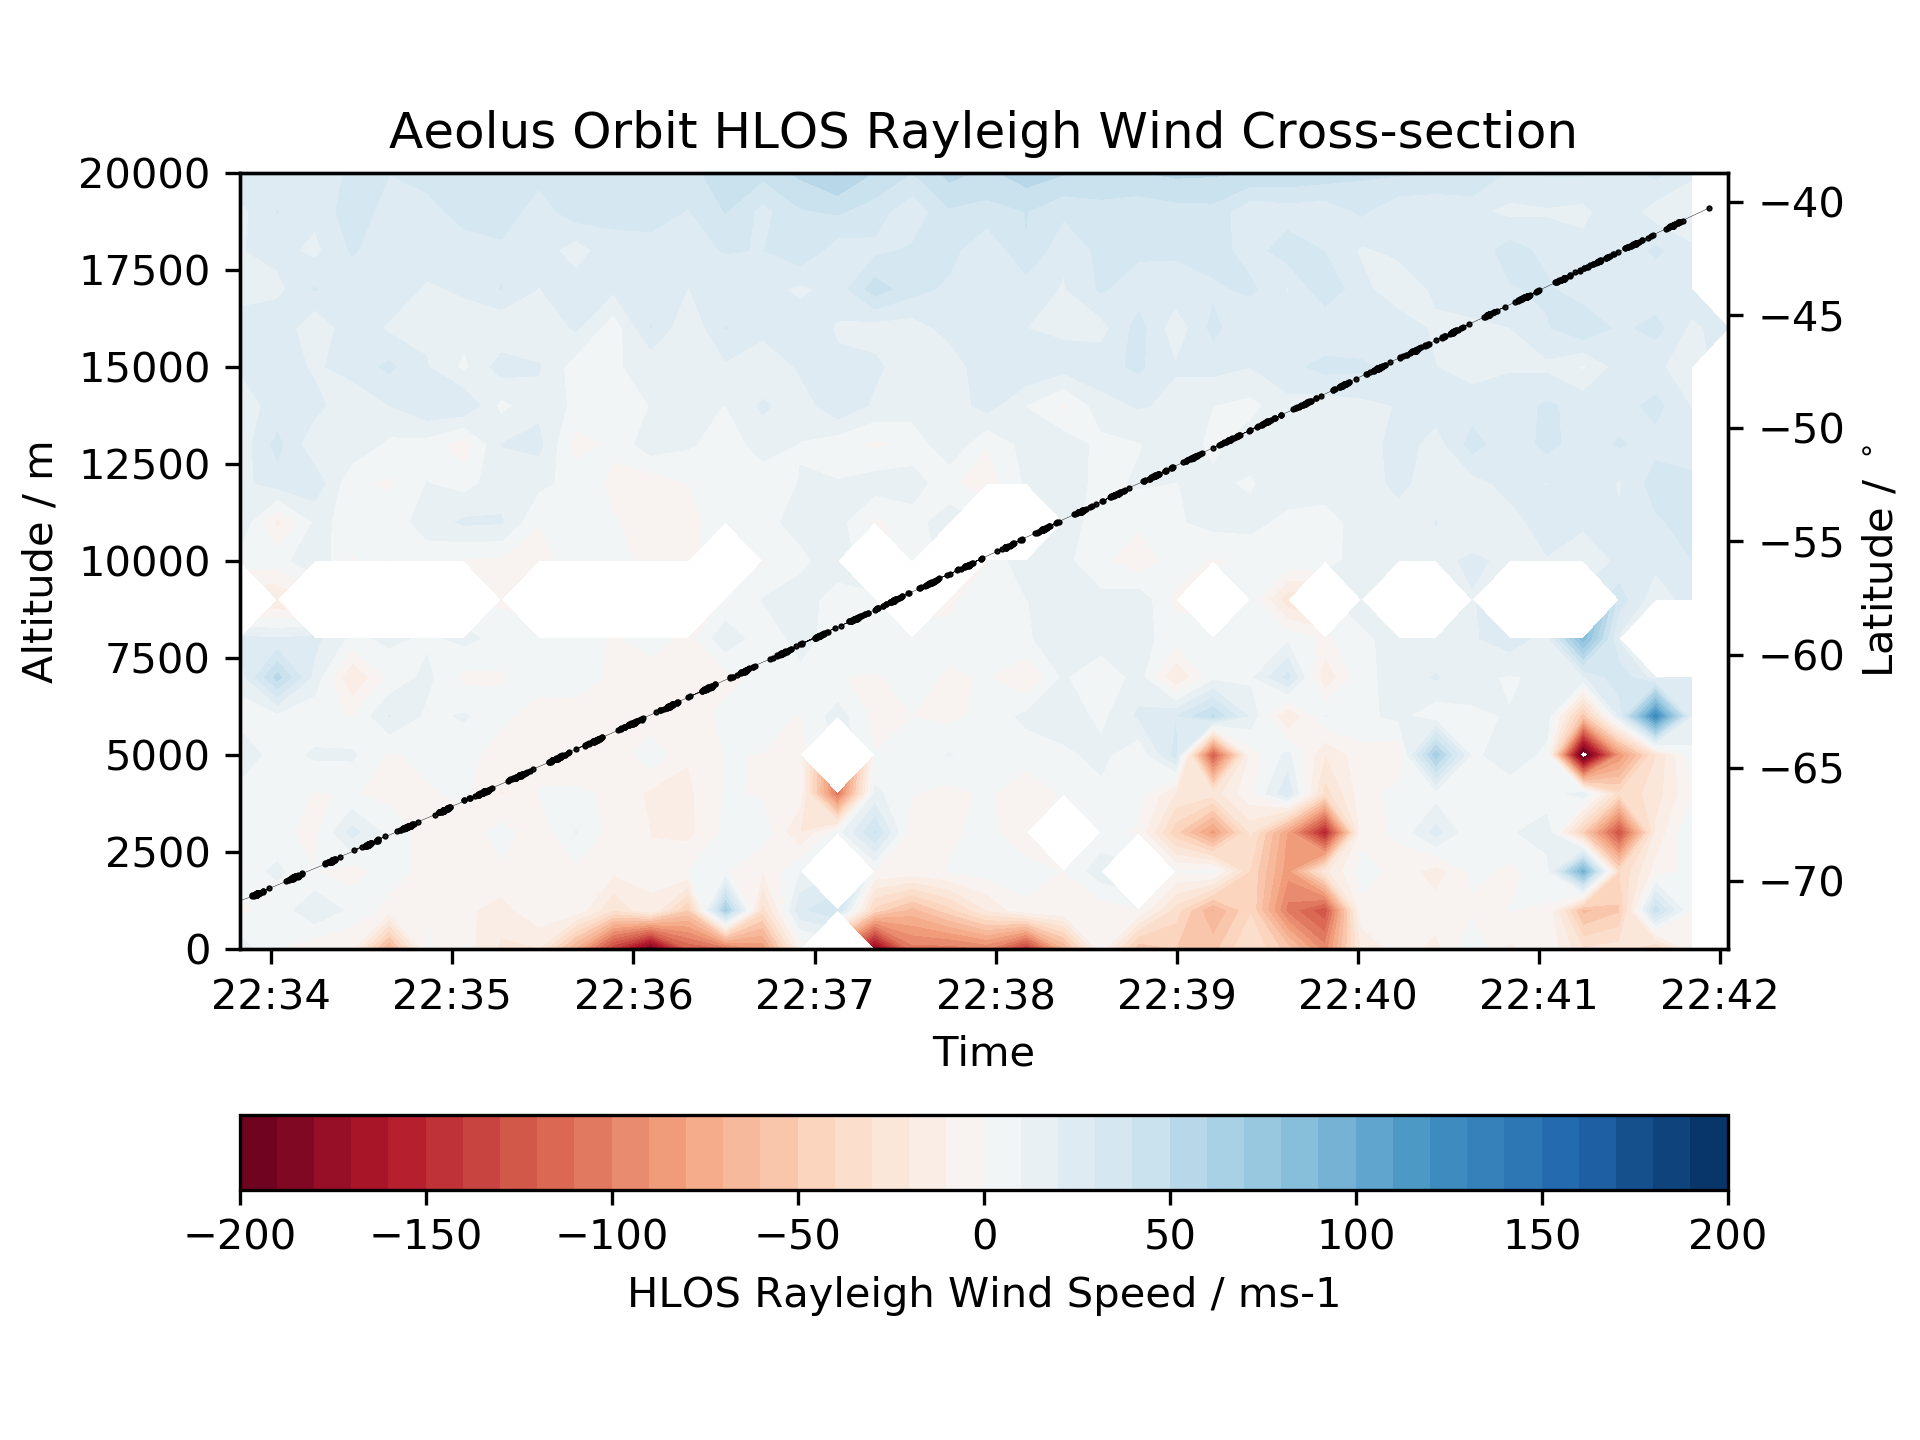 Aeolus Orbit HLOS Rayleigh Wind Cross-section
20000
17500
15000
12500
10000
7500
5000
2500
0
Altitude / m
−40
−45
−50
−55
−60
−65
−70
Latitude / °
22:34 22:35 22:36 22:37 22:38 22:39 22:40 22:41 22:42
Time
−200 −150 −100 −50 0 50 100 150 200
HLOS Rayleigh Wind Speed / ms-1